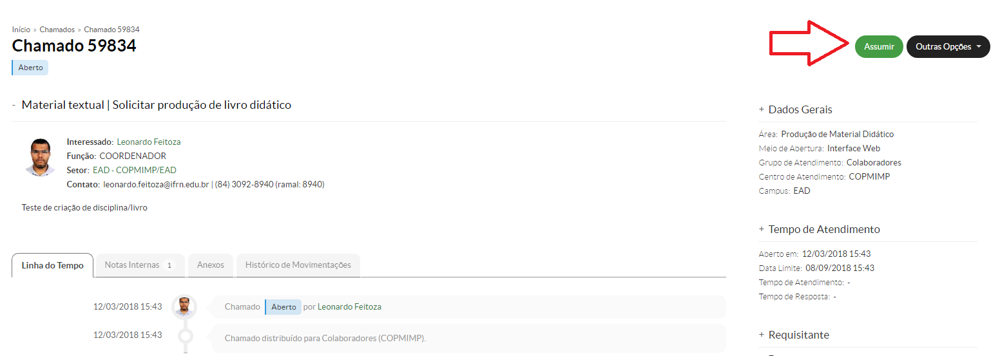 Início » Chamados » Chamado 59834
Chamado 59834
Assumir
Outras Opções
Aberto
- Material textual | Solicitar produção de livro didático
Interessado: Leonardo Feitoza
Função: COORDENADOR
Setor: EAD - COPMIMP/EAD
Contato: leonardo.feitoza@ifrn.edu.br | (84) 3092-8940 (ramal: 8940)
Teste de criação de disciplina/livro
Linha do Tempo
Notas Internas 1
Anexos
Histórico de Movimentações
12/03/2018 15:43
Chamado Aberto por Leonardo Feitoza
12/03/2018 15:43
Chamado distribuído para Colaboradores (COPMIMP).
+ Dados Gerais
Área: Produção de Material Didático
Meio de Abertura: Interface Web
Grupo de Atendimento: Colaboradores
Centro de Atendimento: COPMIMP
Campus: EAD
+ Tempo de Atendimento
Aberto em: 12/03/2018 15:43
Data Limite: 08/09/2018 15:43
Tempo de Atendimento: -
Tempo de Resposta: -
+ Requisitante